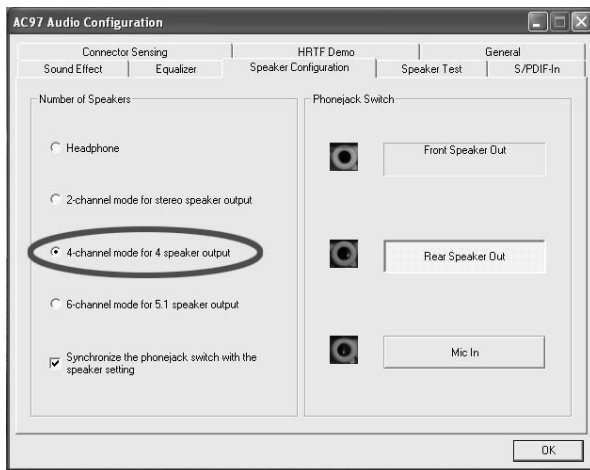 AC97 Audio Configuration
Connector Sensing
HRTF Demo
General
Sound Effect
Equalizer
Speaker Configuration
Speaker Test
S/PDIF-In
Number of Speakers
Headphone
2-channel mode for stereo speaker output
4-channel mode for 4 speaker output
6-channel mode for 5.1 speaker output
Synchronize the phonejack switch with the
speaker setting
Phonejack Switch
Front Speaker Out
Rear Speaker Out
Mic In
OK